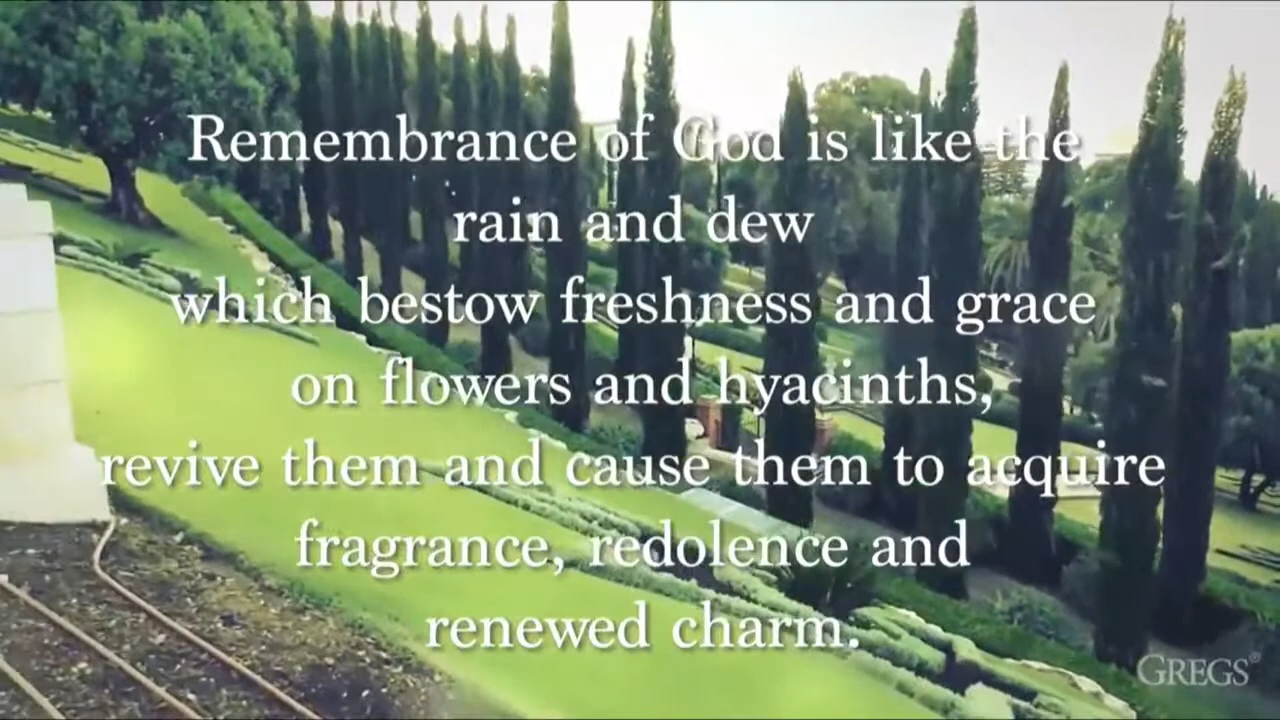 Remembrance of God is like the
rain and dew
which bestow freshness and grace
on flowers and hyacinths,
revive them and cause them to acquire
fragrance, redolence and
renewed charm.
GREGS®